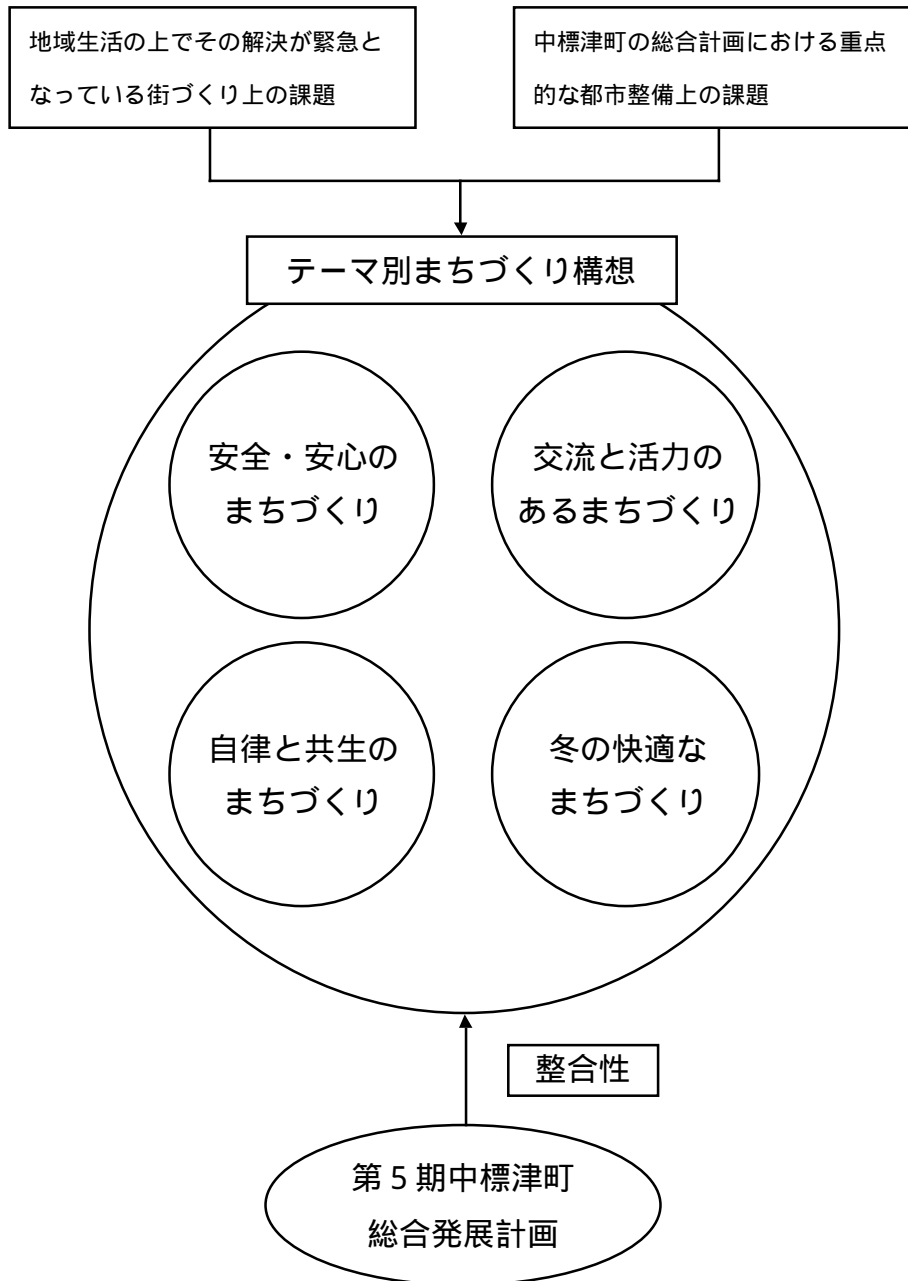 地域生活の上でその解決が緊急と
なっている街づくり上の課題
中標津町の総合計画における重点
的な都市整備上の課題
テーマ別まちづくり構想
安全・安心の
まちづくり
交流と活力の
あるまちづくり
自律と共生の
まちづくり
冬の快適な
まちづくり
整合性
第5期中標津町
総合発展計画